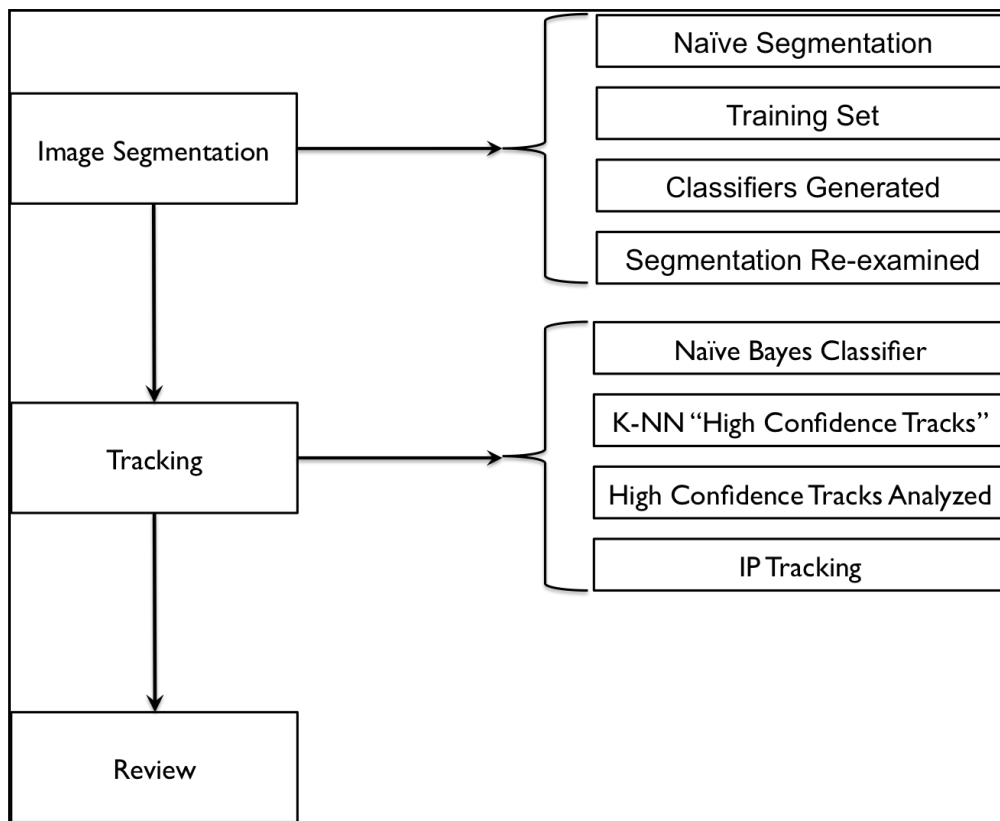 Image Segmentation
Naïve Segmentation
Training Set
Classifiers Generated
Segmentation Re-examined
Tracking
Naïve Bayes Classifier
K-NN “High Confidence Tracks”
High Confidence Tracks Analyzed
IP Tracking
Review